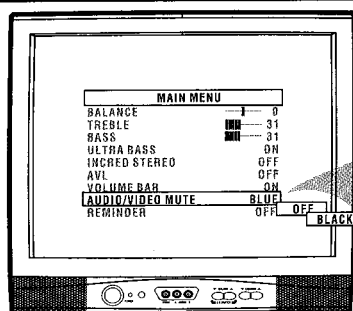 MAIN MENU
BALANCE 0
TREBLE 31
BASS 31
ULTRA BASS ON
INCRED STEREO OFF
AVL OFF
VOLUME BAR ON
AUDIO/VIDEO MUTE BLUE
REMINDER OFF OFF
BLACK